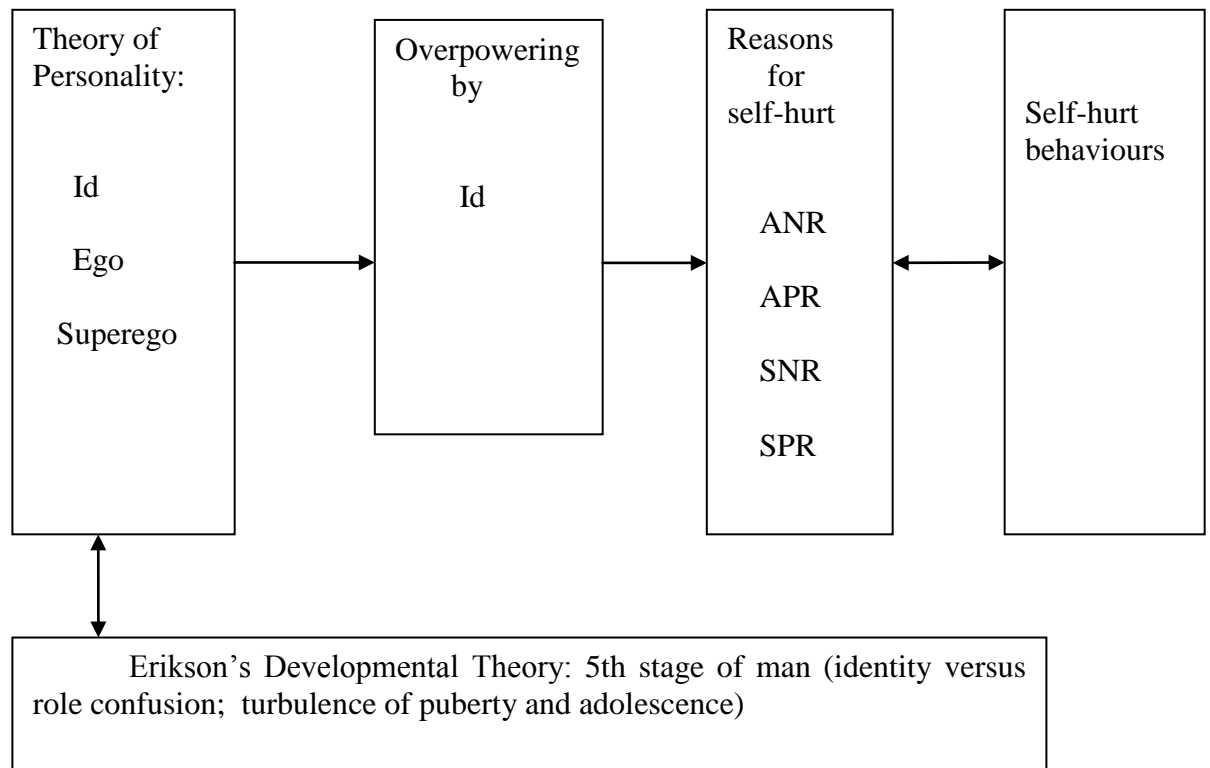 Theory of
Personality:
Id
Ego
Superego
Overpowering
by
Id
Reasons
for
self-hurt
ANR
APR
SNR
SPR
Self-hurt
behaviours
Erikson’s Developmental Theory: 5th stage of man (identity versus
role confusion; turbulence of puberty and adolescence)